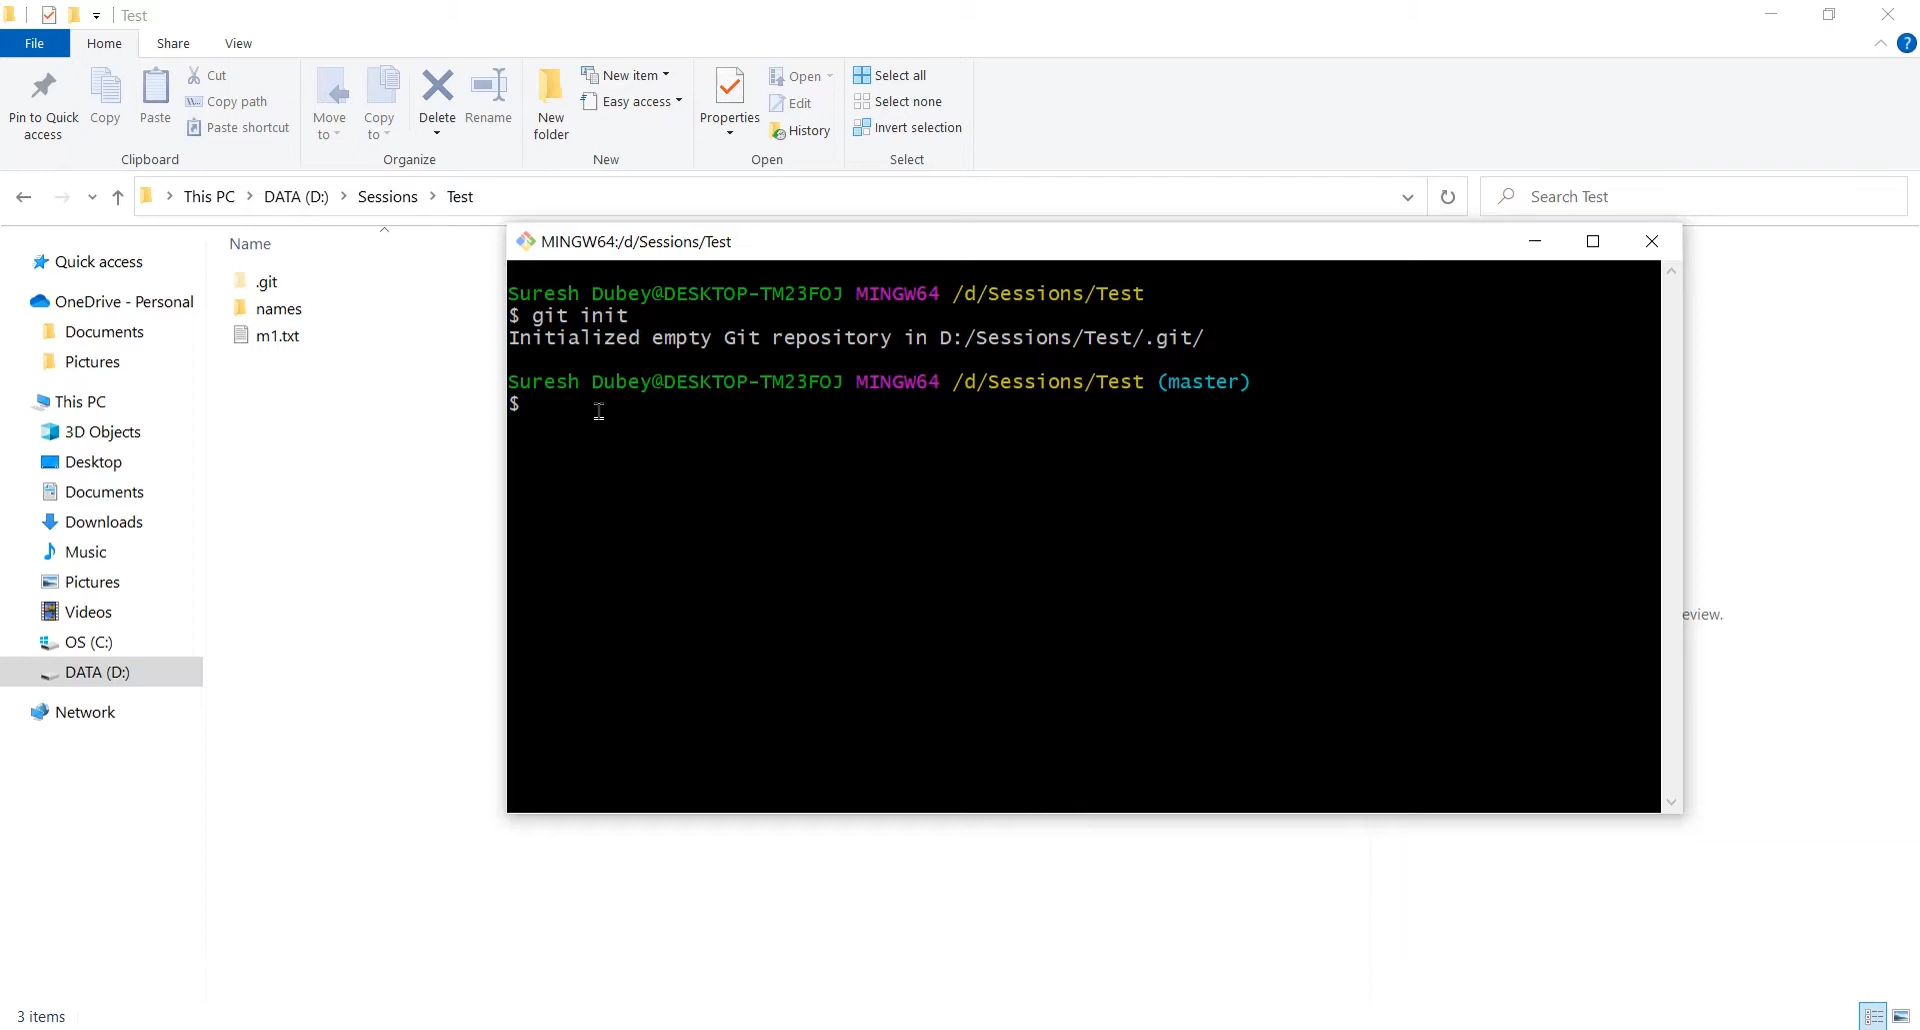 Test
File Home Share View
Pin to Quick access
Copy
Paste
Cut
Copy path
Paste shortcut
Clipboard
Move to
Copy to
Delete
Rename
Organize
New folder
New item
Easy access
New
Properties
Open
Edit
History
Open
Select all
Select none
Invert selection
Select
This PC > DATA (D:) > Sessions > Test
Search Test
Quick access
OneDrive - Personal
Documents
Pictures
This PC
3D Objects
Desktop
Documents
Downloads
Music
Pictures
Videos
OS (C:)
DATA (D:)
Network
Name
.git
names
m1.txt
MINGW64:/d/Sessions/Test
Suresh Dubey@DESKTOP-TM23FOJ MINGW64 /d/Sessions/Test
$ git init
Initialized empty Git repository in D:/Sessions/Test/.git/
Suresh Dubey@DESKTOP-TM23FOJ MINGW64 /d/Sessions/Test (master)
$
eview.
3 items